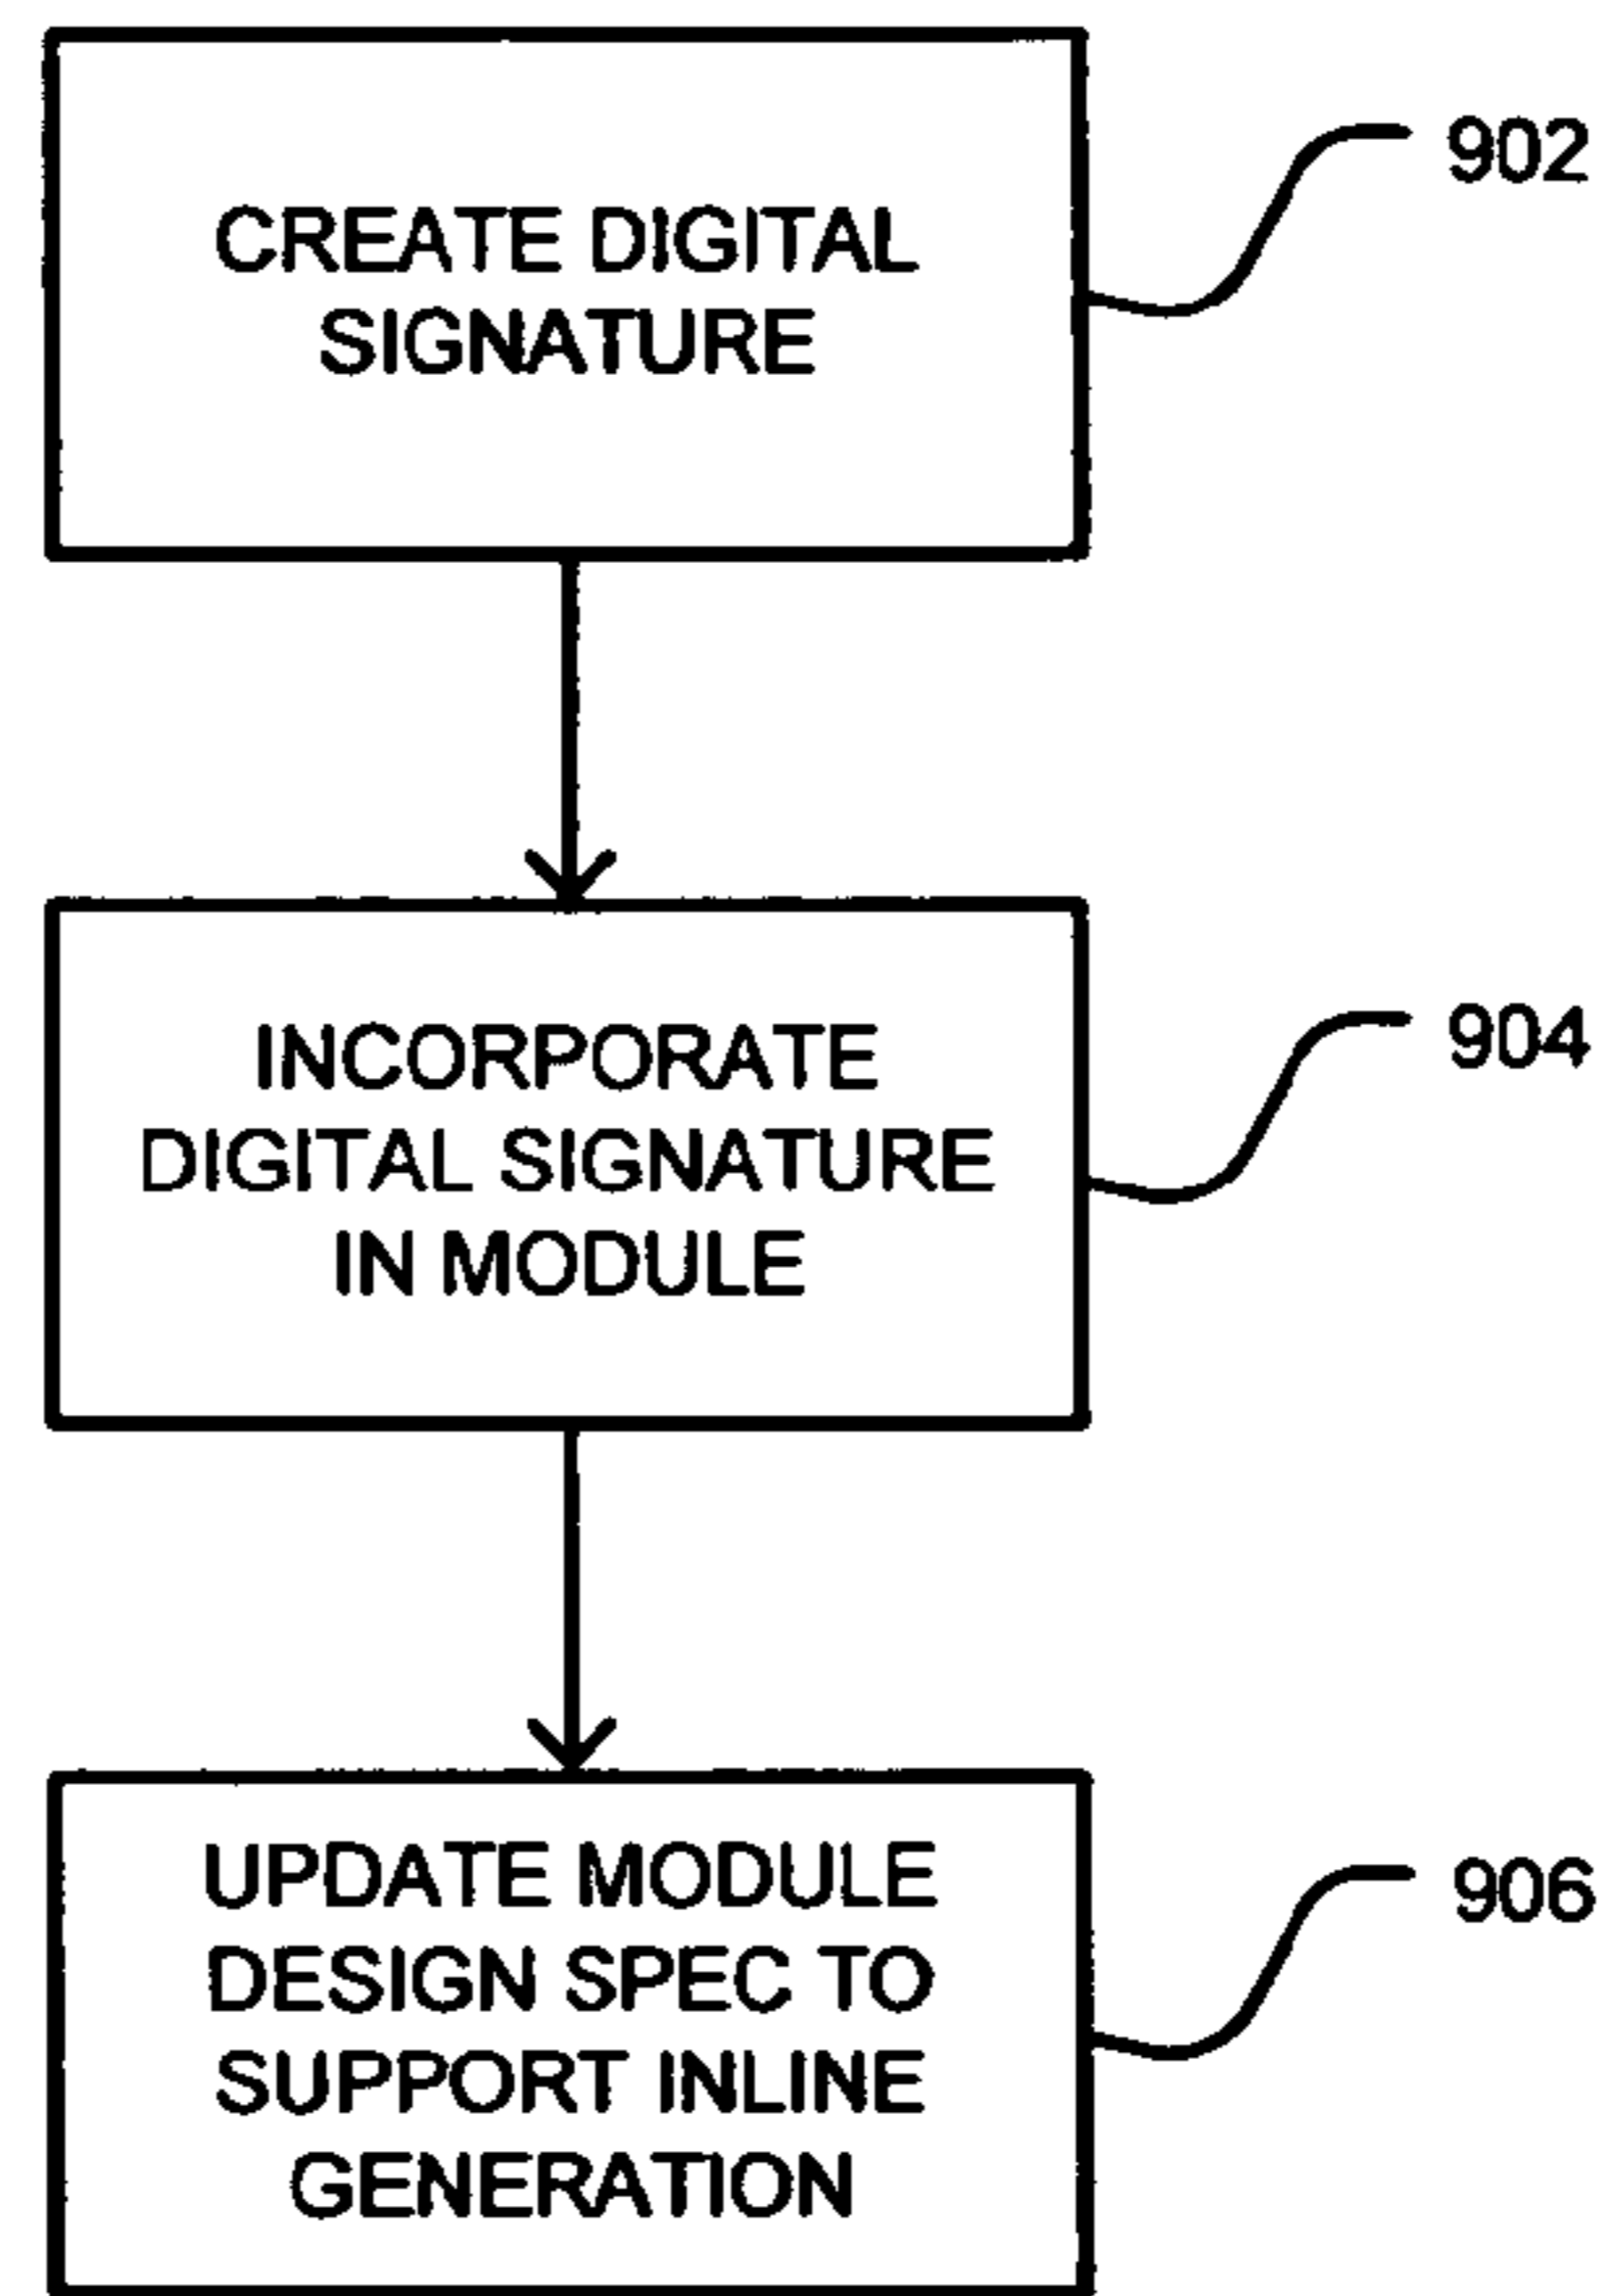 CREATE DIGITAL
SIGNATURE
902
INCORPORATE
DIGITAL SIGNATURE
IN MODULE
904
UPDATE MODULE
DESIGN SPEC TO
SUPPORT INLINE
GENERATION
906